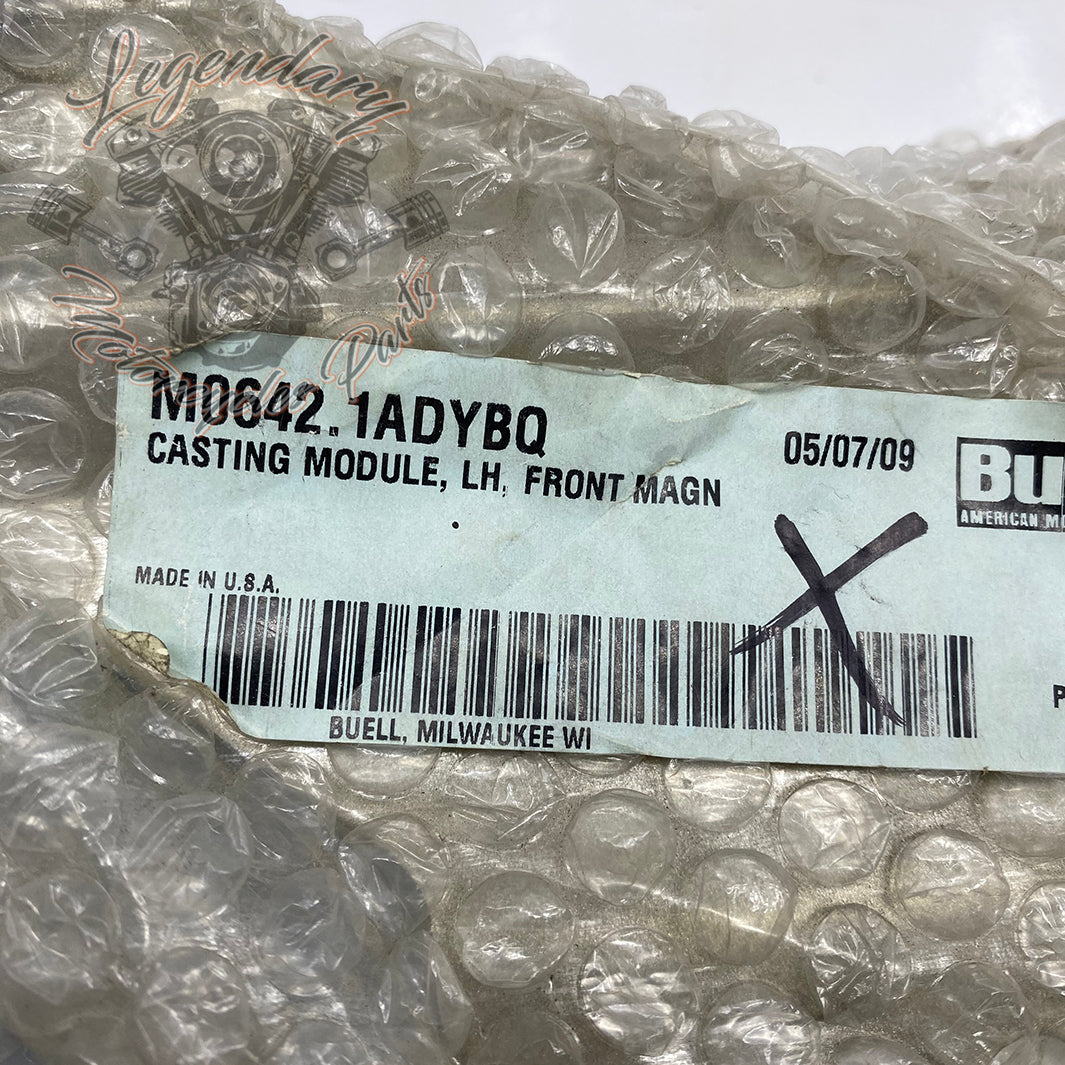 Legendary
Motorcycle Parts
M0642.1ADYBQ
CASTING MODULE, LH, FRONT MAGN
05/07/09
BU
AMERICAN M
MADE IN U.S.A.
BUELL, MILWAUKEE WI
P